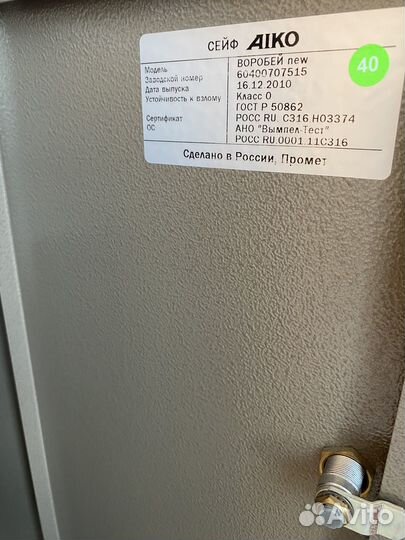 СЕЙФ AIKO
Модель ВОРОБЕЙ new
Заводской номер 60400707515
Дата выпуска 16.12.2010
Устойчивость к взлому Класс 0
ГОСТ Р 50862
Сертификат РОСС RU. С316.Н03374
ОС АНО "Вымпел-Тест"
РОСС RU.0001.11С316
Сделано в России, Промет
40
Avito